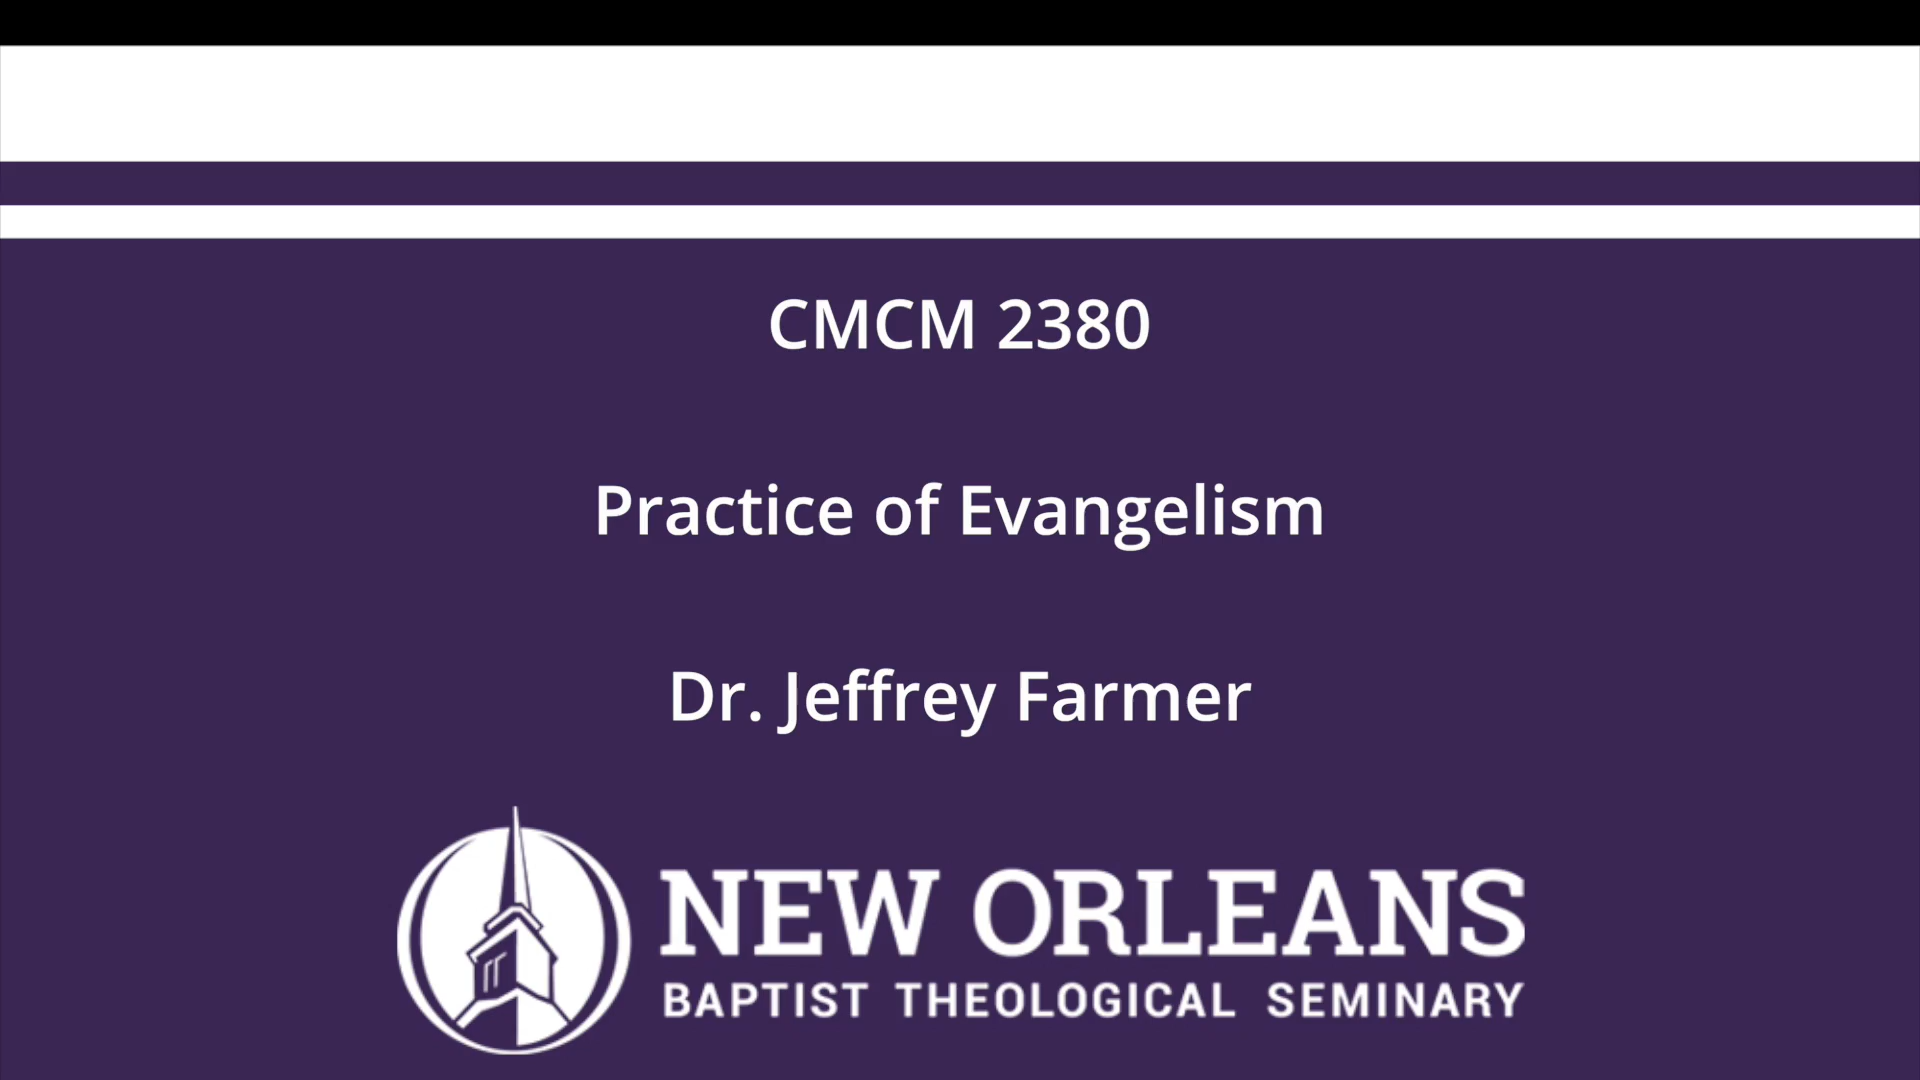 CMCM 2380
Practice of Evangelism
Dr. Jeffrey Farmer
NEW ORLEANS
BAPTIST THEOLOGICAL SEMINARY